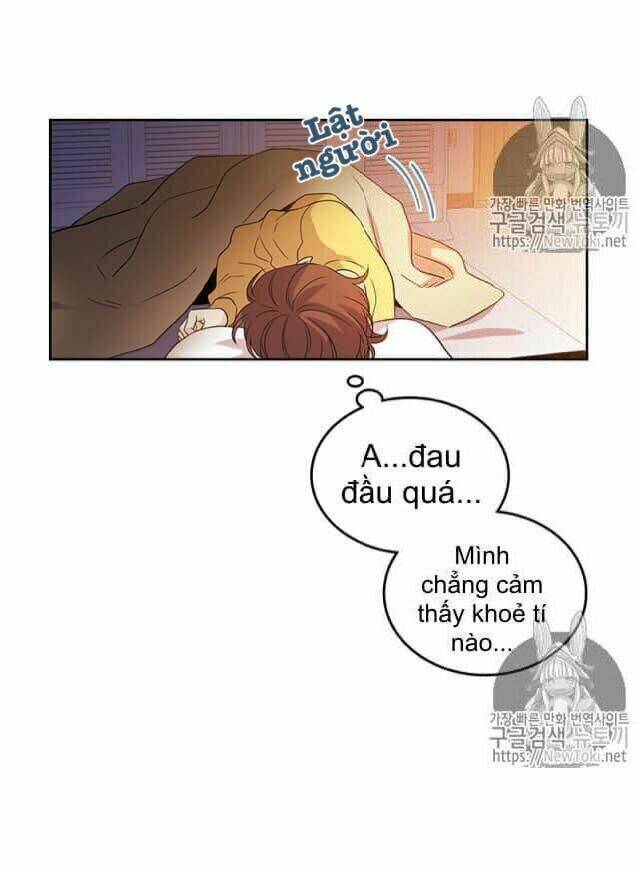 Lật
người
가장 빠른 만화 번역사이트
구글검색 뉴토끼
https://NewToki.net
A...đau
đầu quá...
Mình
chẳng cảm
thấy khoẻ tí
nào...
가장 빠른 만화 번역사이트
구글검색 뉴토끼
https://NewToki.net